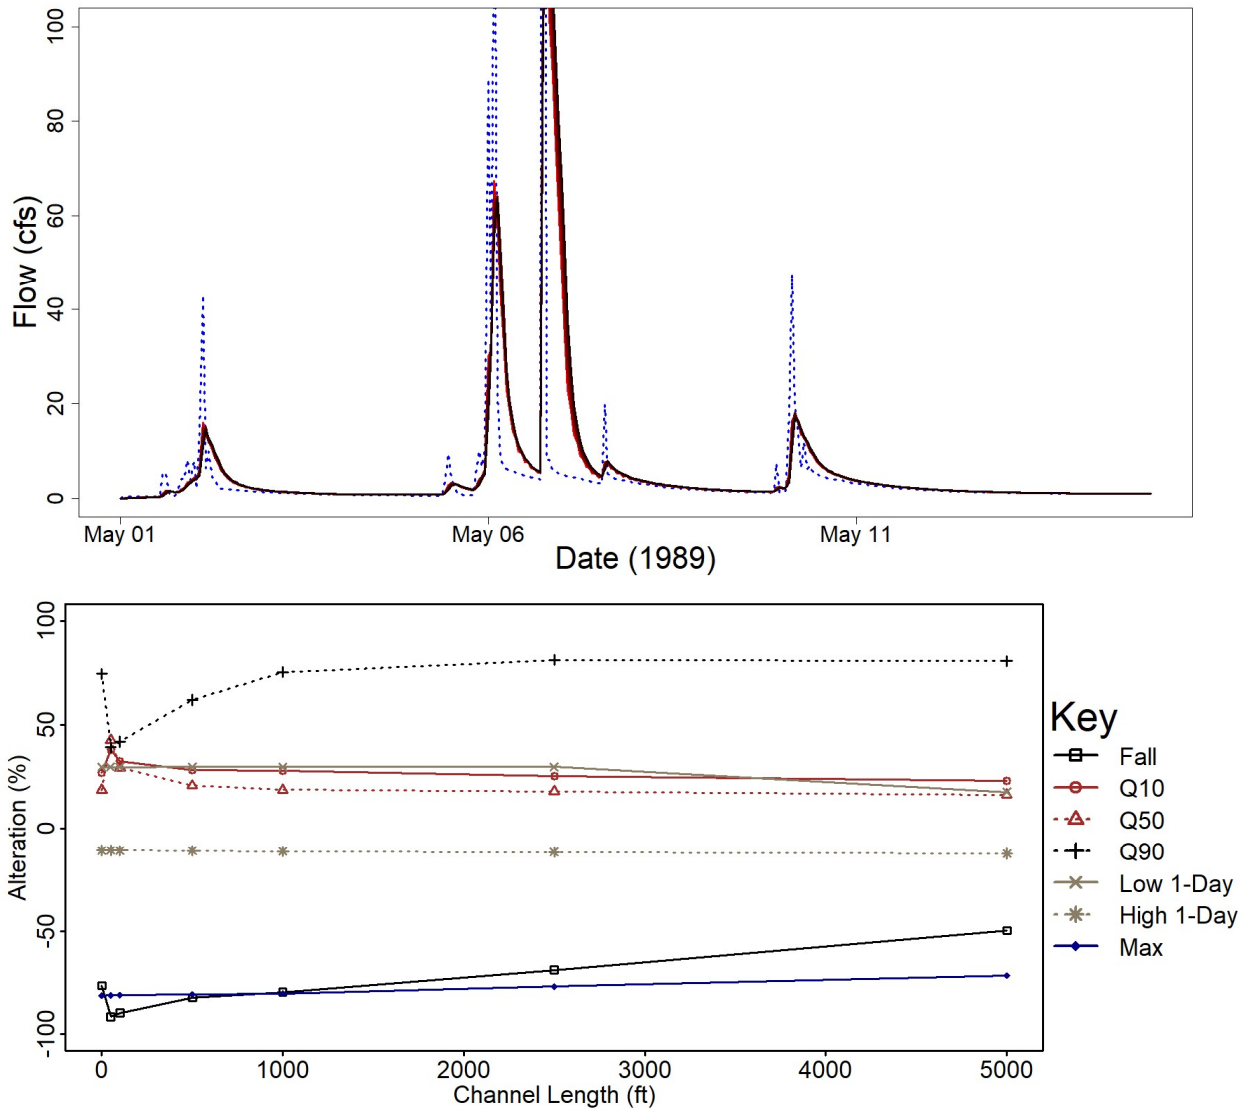 100
80
60
40
20
0
Flow (cfs)
May 01
May 06
May 11
Date (1989)
100
50
0
-50
-100
Alteration (%)
0
1000
2000
3000
4000
5000
Channel Length (ft)
Key
Fall
Q10
Q50
Q90
Low 1-Day
High 1-Day
Max